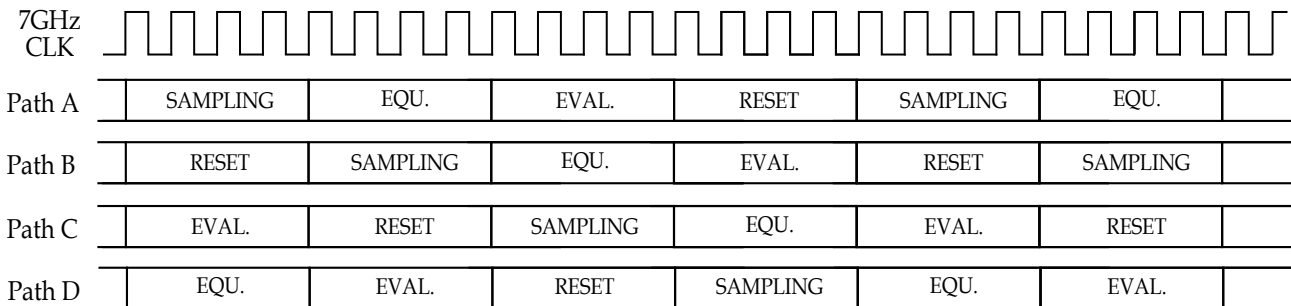 7GHz
CLK
Path A SAMPLING EQU. EVAL. RESET SAMPLING EQU.
Path B RESET SAMPLING EQU. EVAL. RESET SAMPLING
Path C EVAL. RESET SAMPLING EQU. EVAL. RESET
Path D EQU. EVAL. RESET SAMPLING EQU. EVAL.